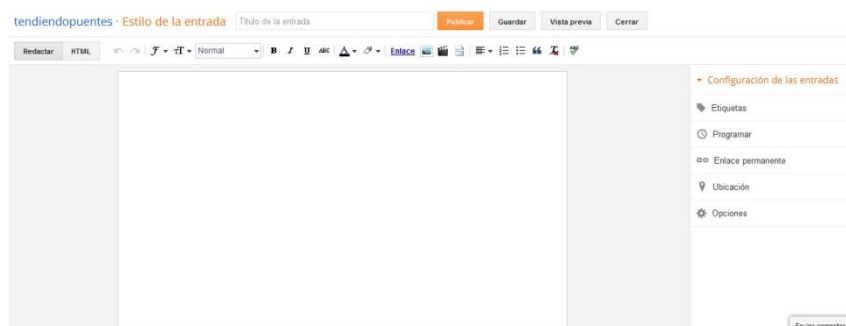 tendiendopuentes · Estilo de la entrada Título de la entrada Publicar Guardar Vista previa Cerrar
Redactar HTML F T Normal B I U ABC A Enlace
Configuración de las entradas
Etiquetas
Programar
Enlace permanente
Ubicación
Opciones